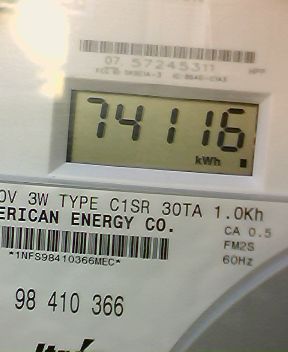 07 57245311
74116
kWh
0V 3W TYPE C1SR 30TA 1.0Kh
ERICAN ENERGY CO.
CA 0.5
FM2S
*1NFS98410366MEC*
60Hz
98 410 366